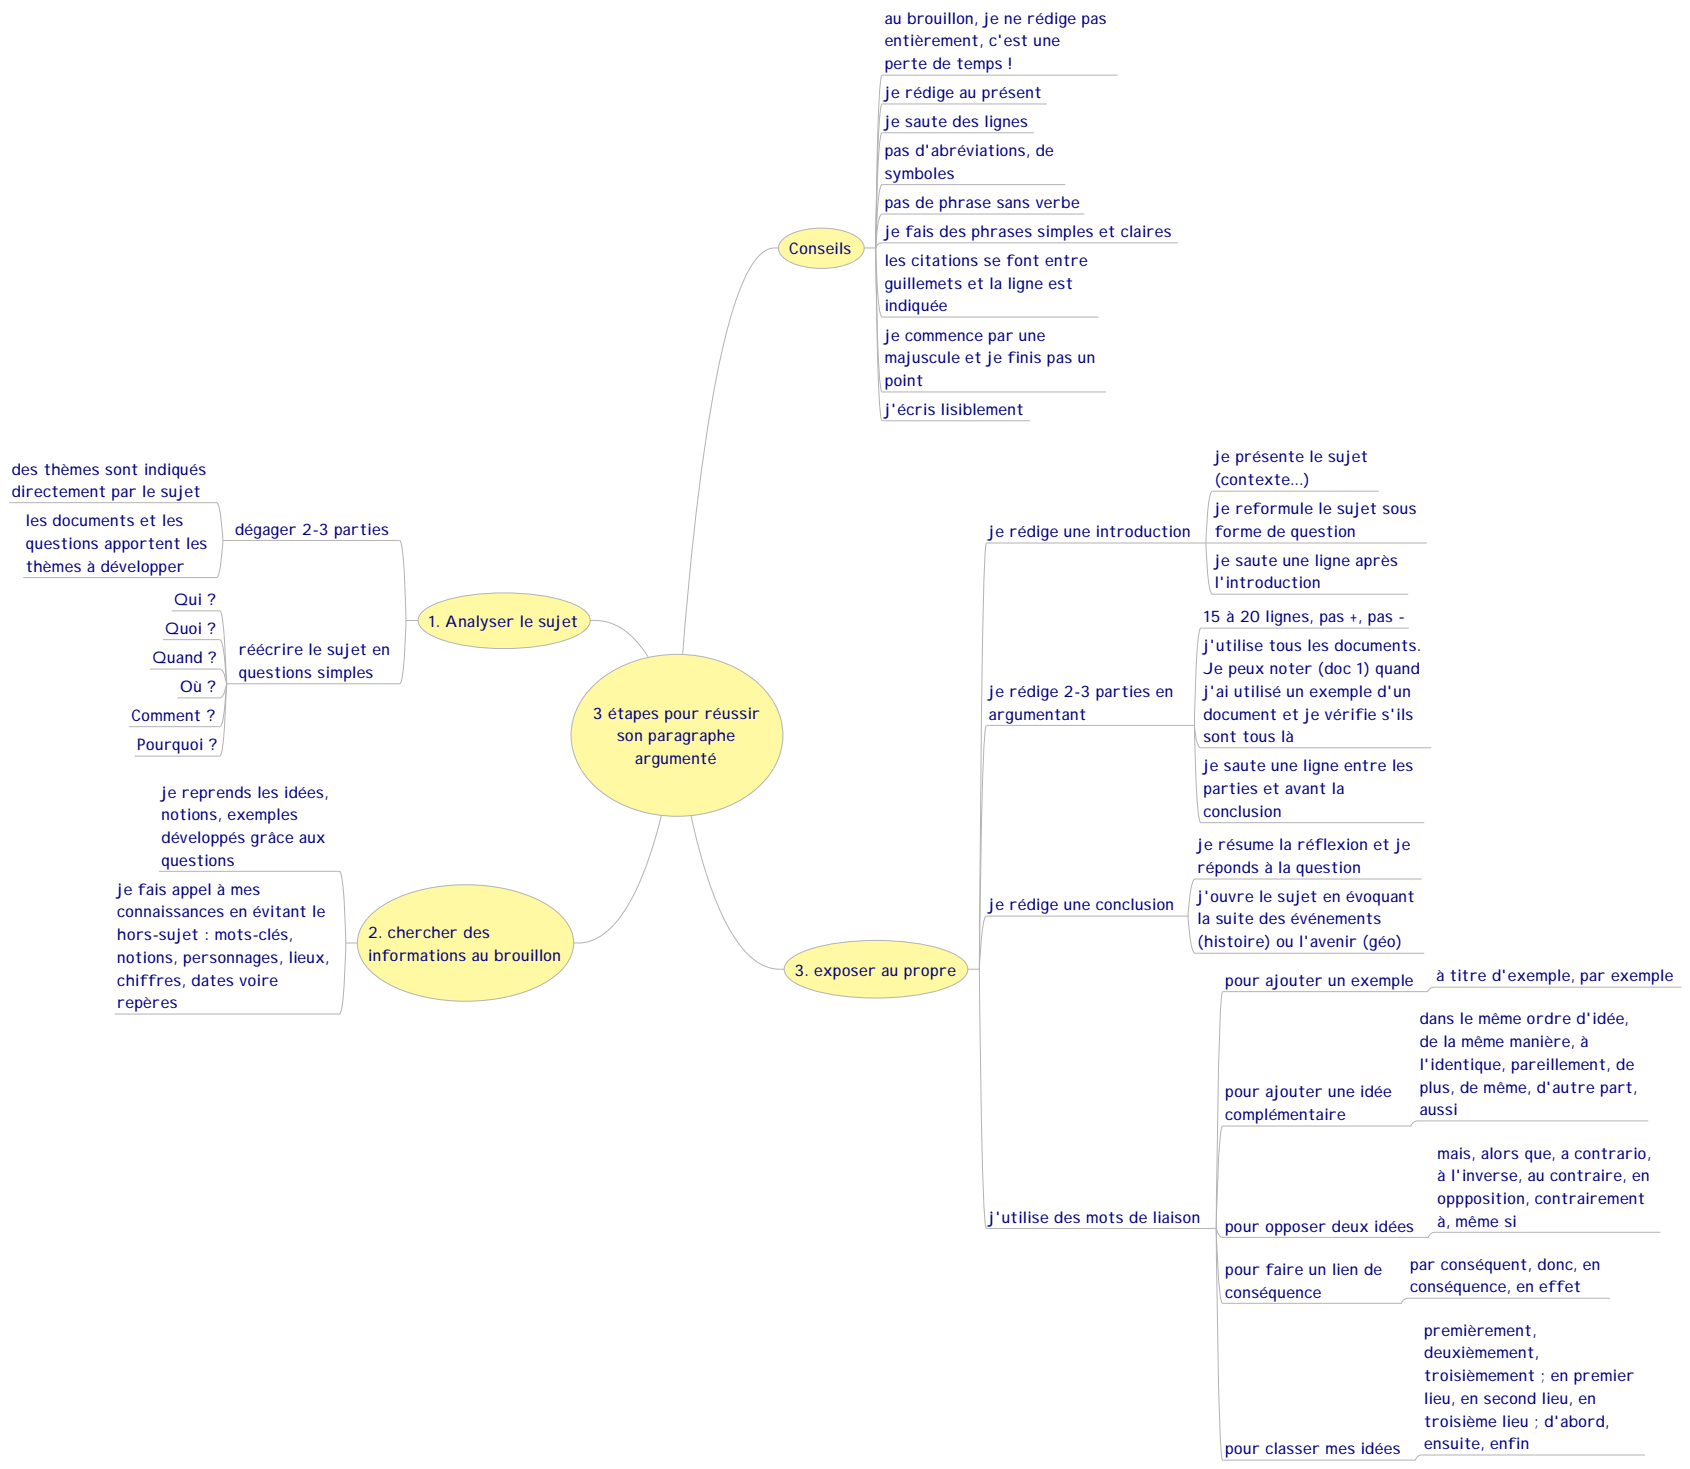 3 étapes pour réussir
son paragraphe
argumenté
Conseils
au brouillon, je ne rédige pas
entièrement, c'est une
perte de temps !
je rédige au présent
je saute des lignes
pas d'abréviations, de
symboles
pas de phrase sans verbe
je fais des phrases simples et claires
les citations se font entre
guillemets et la ligne est
indiquée
je commence par une
majuscule et je finis pas un
point
j'écris lisiblement
1. Analyser le sujet
dégager 2-3 parties
des thèmes sont indiqués
directement par le sujet
les documents et les
questions apportent les
thèmes à développer
réécrire le sujet en
questions simples
Qui ?
Quoi ?
Quand ?
Où ?
Comment ?
Pourquoi ?
2. chercher des
informations au brouillon
je reprends les idées,
notions, exemples
développés grâce aux
questions
je fais appel à mes
connaissances en évitant le
hors-sujet : mots-clés,
notions, personnages, lieux,
chiffres, dates voire
repères
3. exposer au propre
je rédige une introduction
je présente le sujet
(contexte...)
je reformule le sujet sous
forme de question
je saute une ligne après
l'introduction
je rédige 2-3 parties en
argumentant
15 à 20 lignes, pas +, pas -
j'utilise tous les documents.
Je peux noter (doc 1) quand
j'ai utilisé un exemple d'un
document et je vérifie s'ils
sont tous là
je saute une ligne entre les
parties et avant la
conclusion
je rédige une conclusion
je résume la réflexion et je
réponds à la question
j'ouvre le sujet en évoquant
la suite des événements
(histoire) ou l'avenir (géo)
j'utilise des mots de liaison
pour ajouter un exemple
à titre d'exemple, par exemple
pour ajouter une idée
complémentaire
dans le même ordre d'idée,
de la même manière, à
l'identique, pareillement, de
plus, de même, d'autre part,
aussi
pour opposer deux idées
mais, alors que, a contrario,
à l'inverse, au contraire, en
oppposition, contrairement
à, même si
pour faire un lien de
conséquence
par conséquent, donc, en
conséquence, en effet
pour classer mes idées
premièrement,
deuxièmement,
troisièmement ; en premier
lieu, en second lieu, en
troisième lieu ; d'abord,
ensuite, enfin